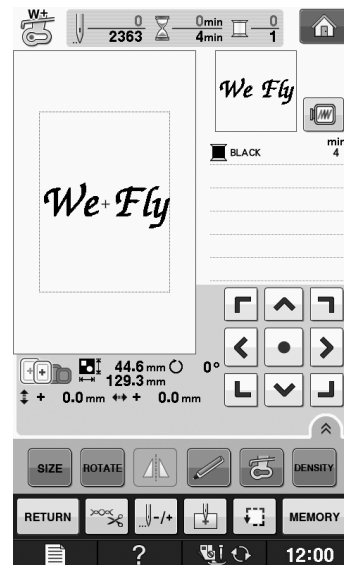 W+
0 0min 0
2363 4min 1
We Fly
min
BLACK 4
We Fly
44.6 mm 0°
129.3 mm
+ 0.0 mm + 0.0 mm
SIZE ROTATE DENSITY
RETURN -/+ MEMORY
? 12:00